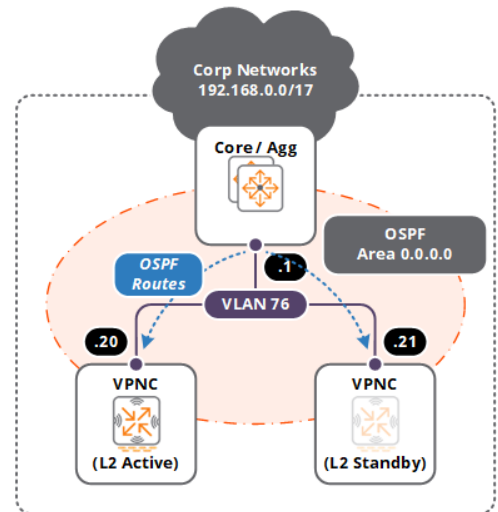 Corp Networks
192.168.0.0/17
Core / Agg
OSPF
Area 0.0.0.0
OSPF
Routes
.1
VLAN 76
.20
.21
VPNC
(L2 Active)
VPNC
(L2 Standby)